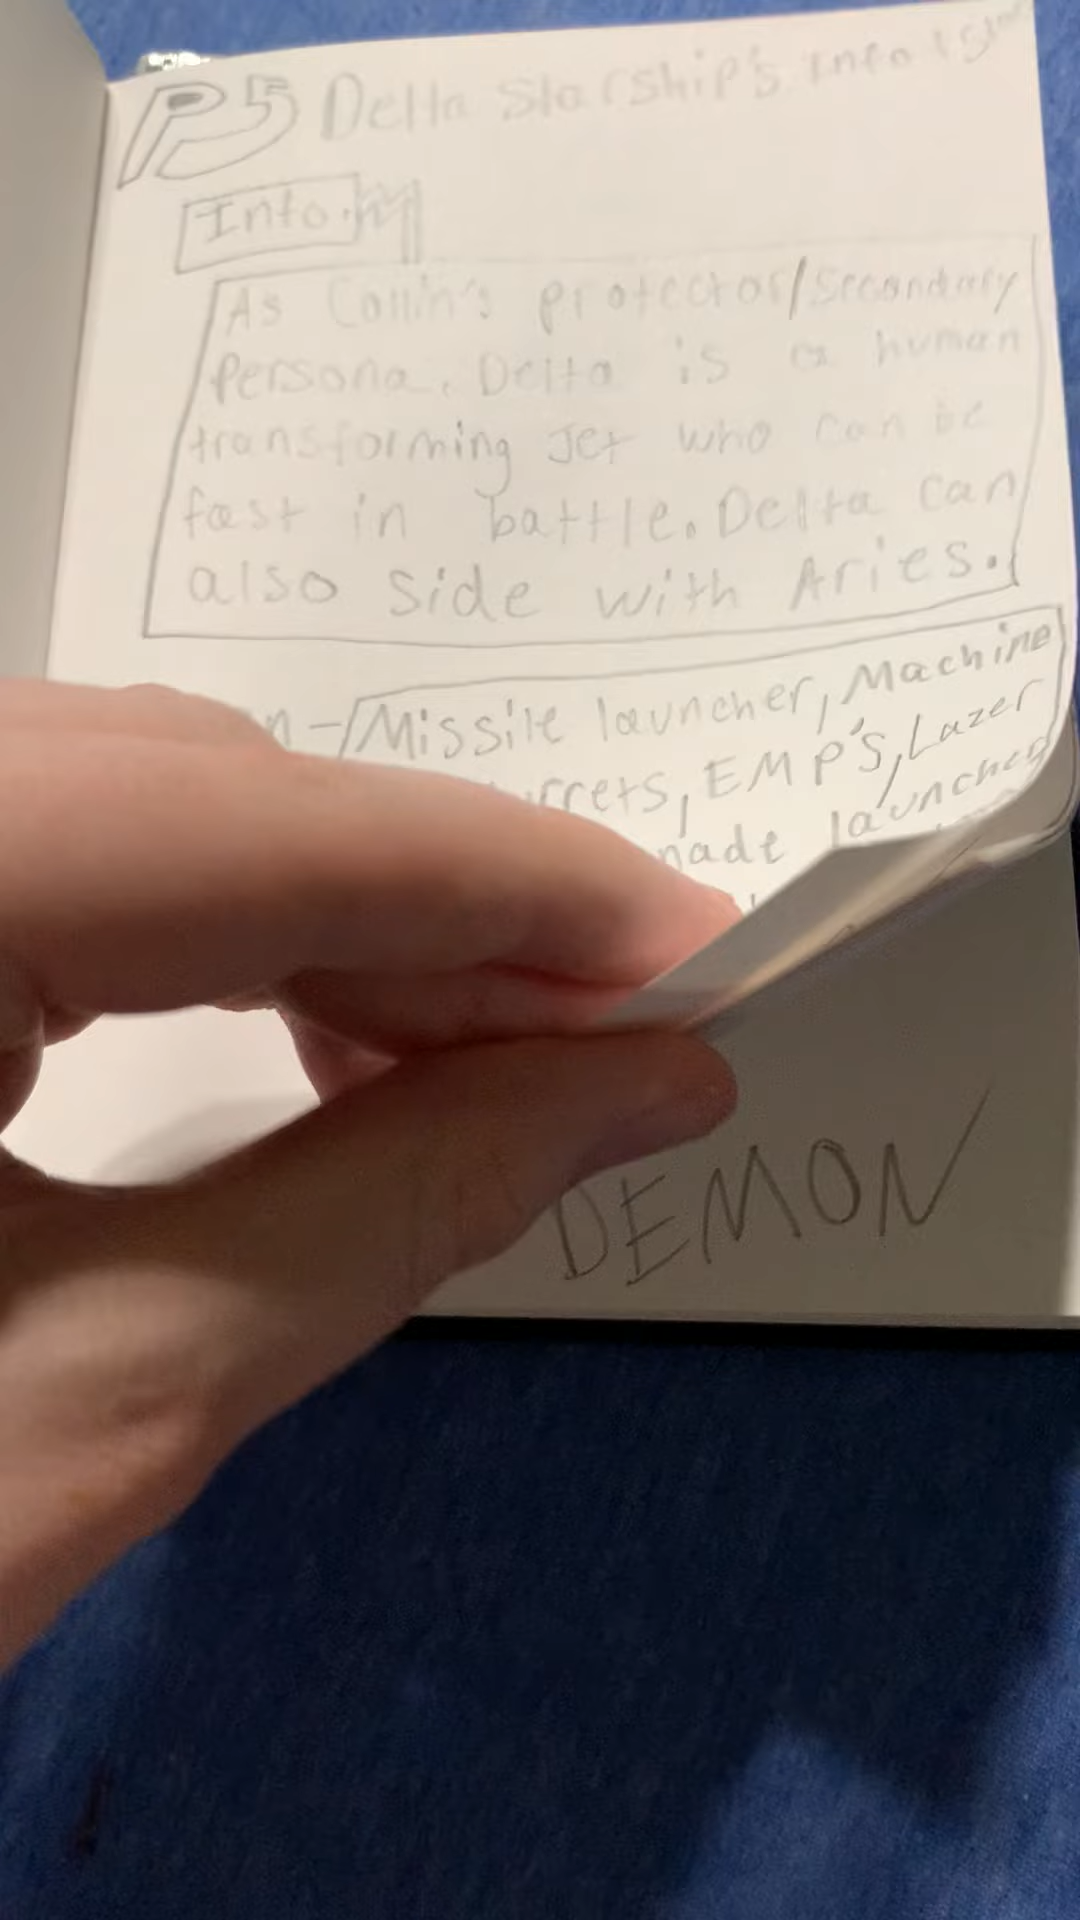 P5 Delta Starship's Info
Info.
As Collin's protector/Secondary
Persona. Delta is a human
transforming Jet who can be
fast in battle. Delta can
also side with Aries.
Missile launcher, Machine
EMP'S, Lazer
launcher
DEMON